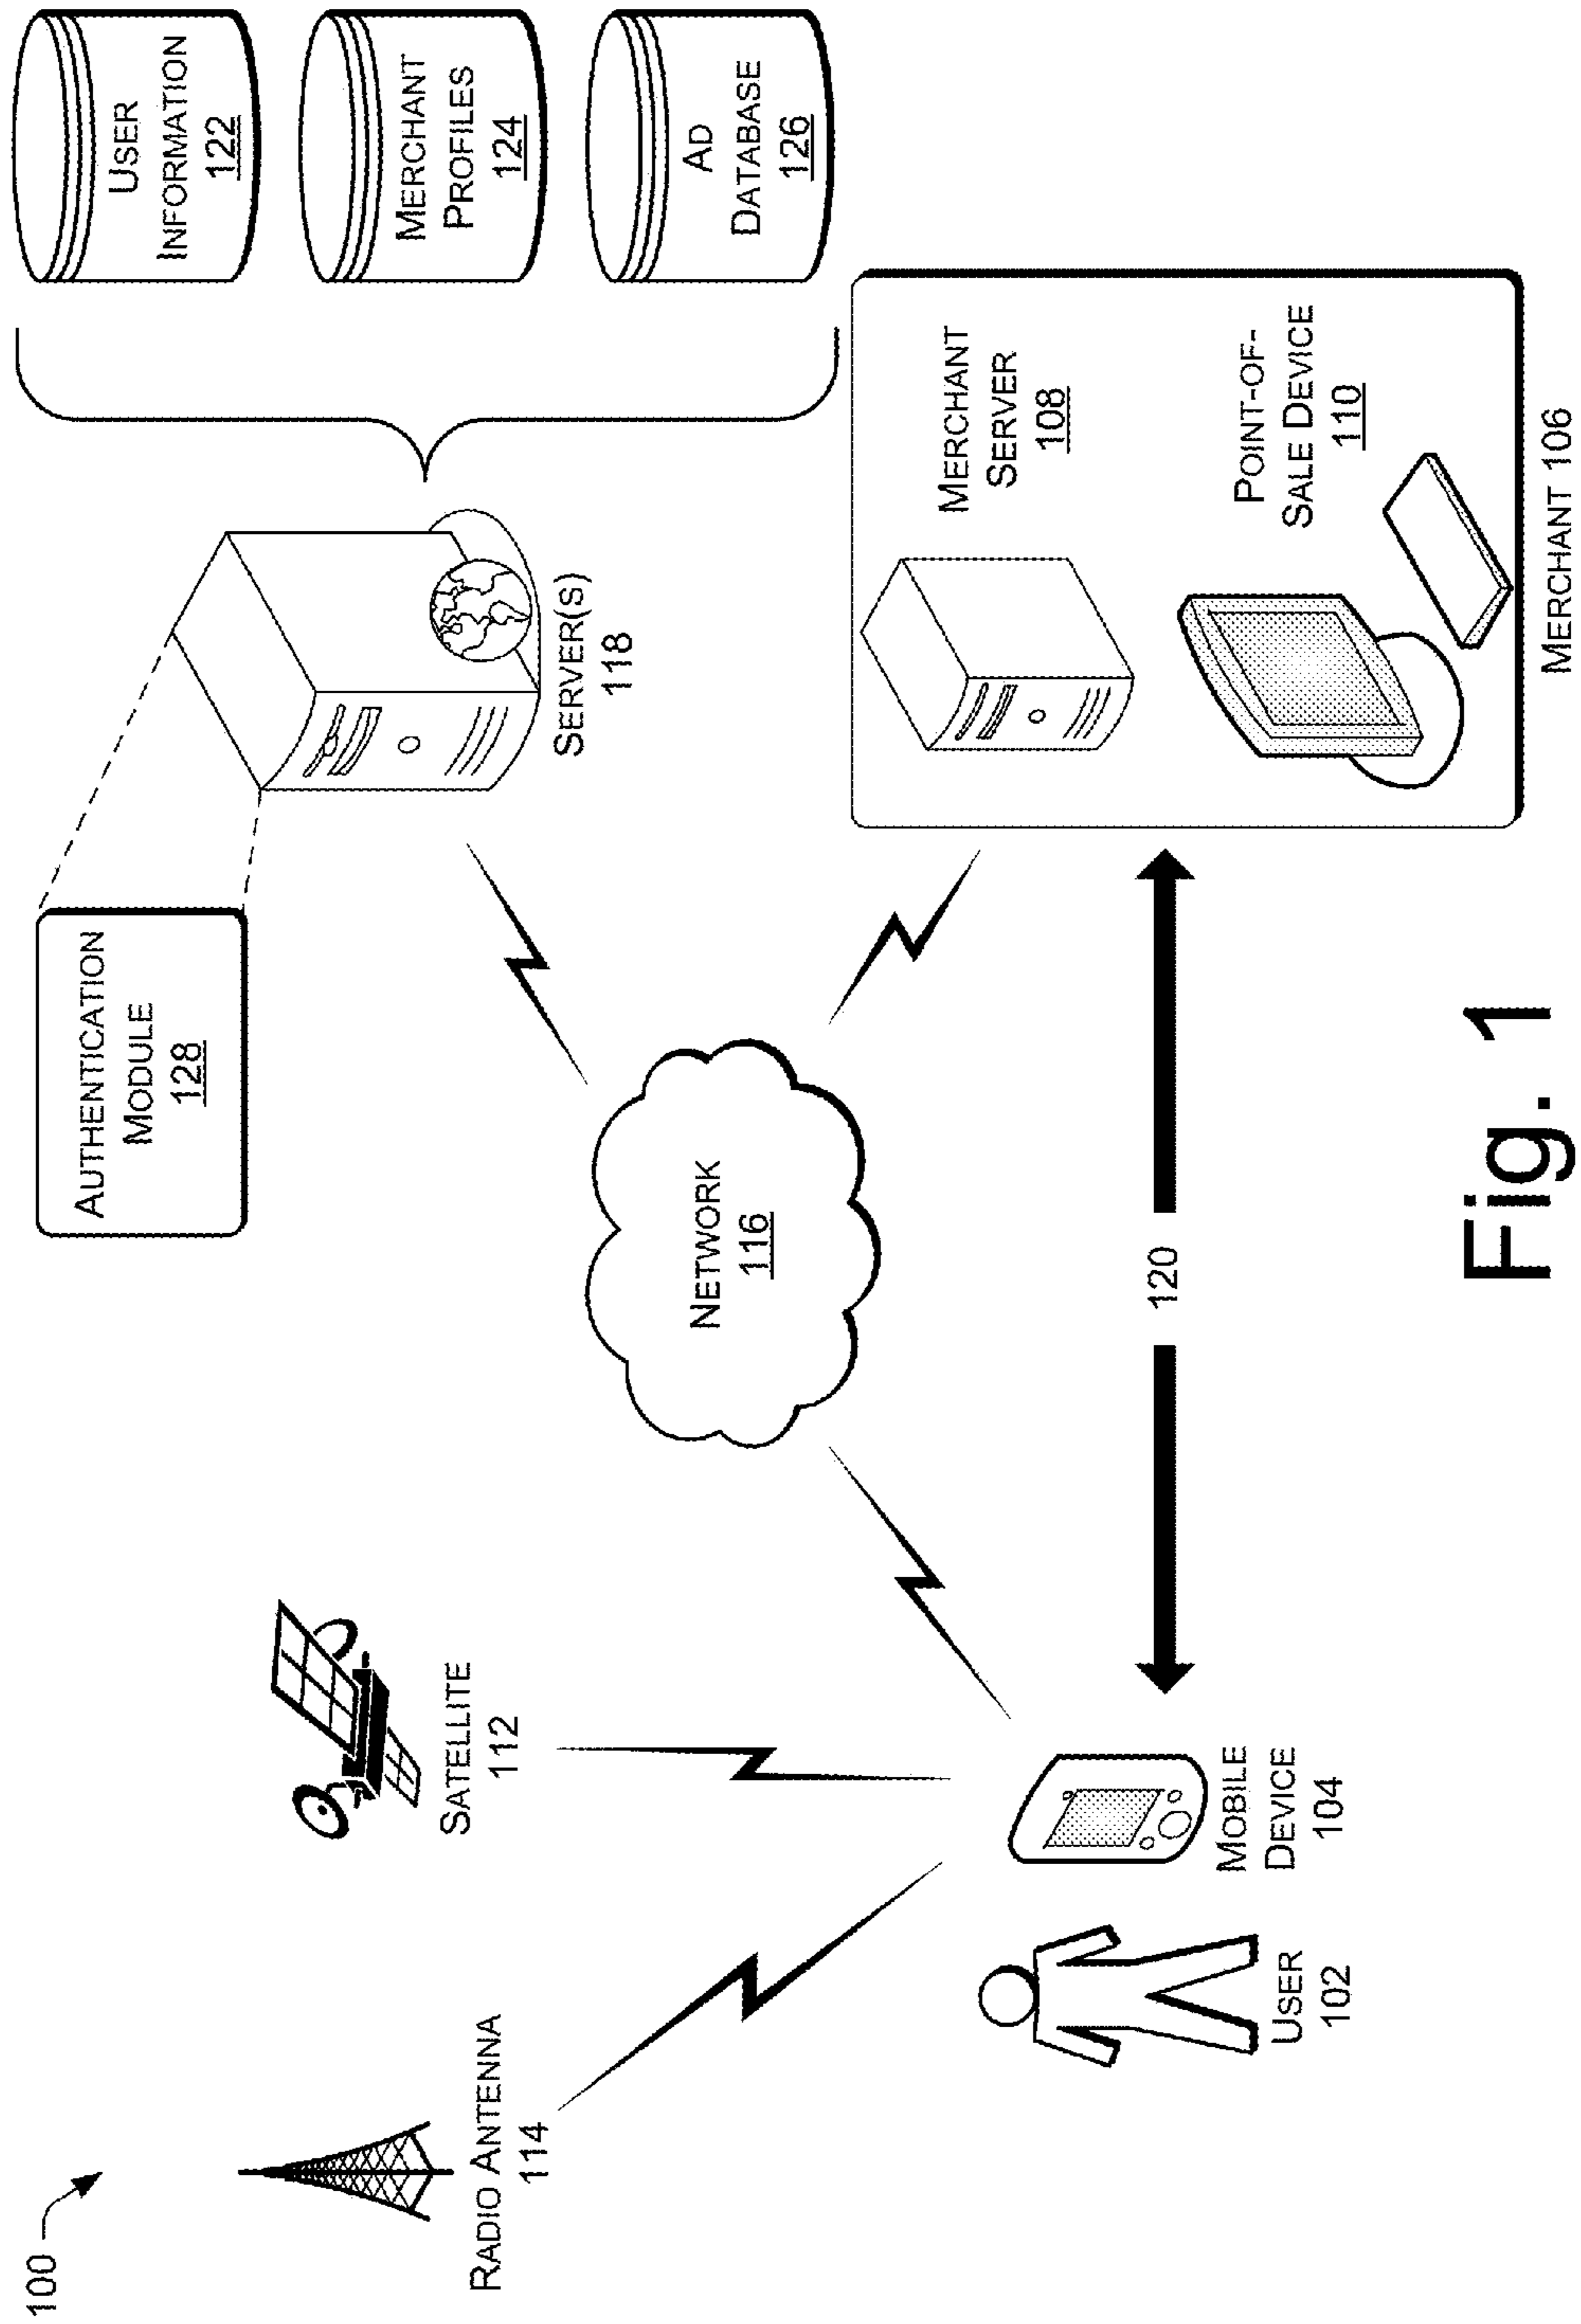 100
AUTHENTICATION
MODULE
128
USER
INFORMATION
122
MERCHANT
PROFILES
124
AD
DATABASE
126
SERVER(S)
118
SATELLITE
112
RADIO ANTENNA
114
NETWORK
116
MERCHANT
SERVER
108
POINT-OF-
SALE DEVICE
110
MERCHANT 106
120
MOBILE
DEVICE
104
USER
102
Fig. 1